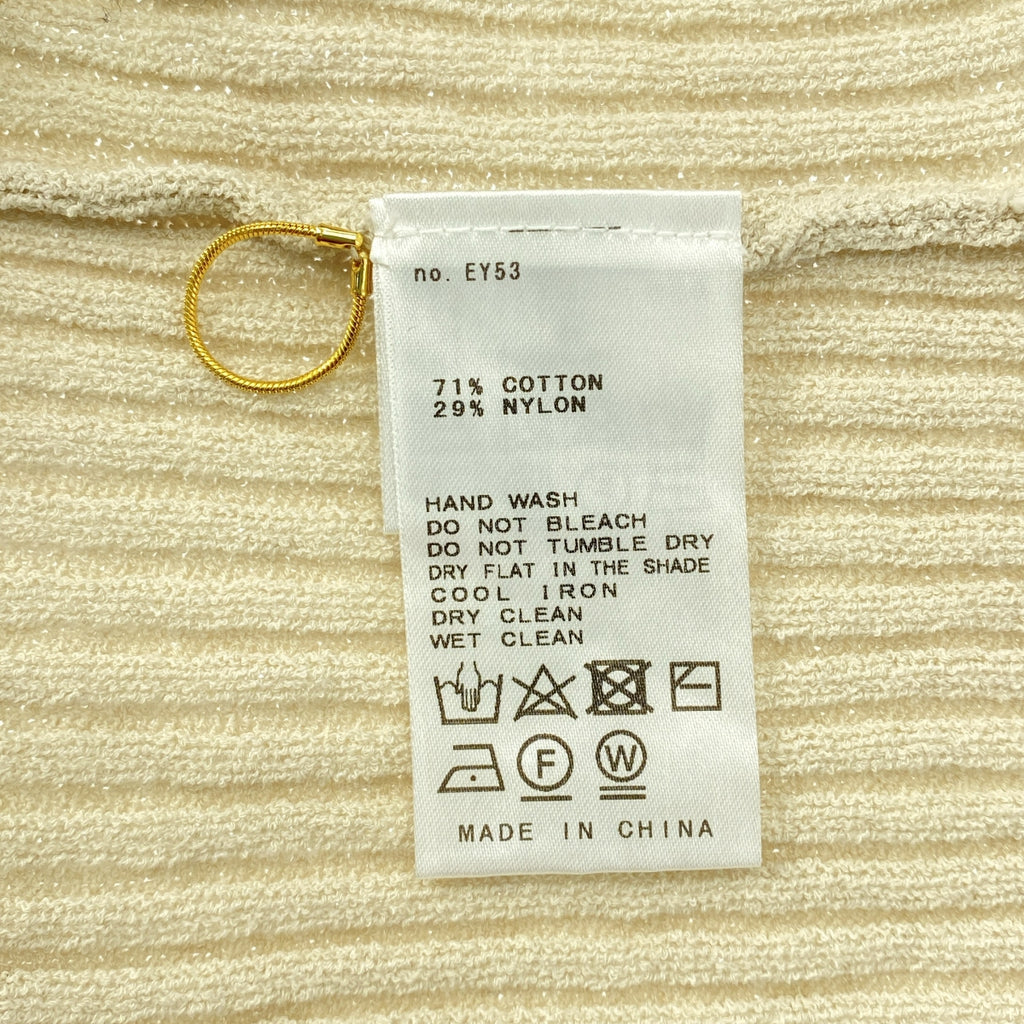 no. EY53
71% COTTON
29% NYLON
HAND WASH
DO NOT BLEACH
DO NOT TUMBLE DRY
DRY FLAT IN THE SHADE
COOL IRON
DRY CLEAN
WET CLEAN
F W
MADE IN CHINA